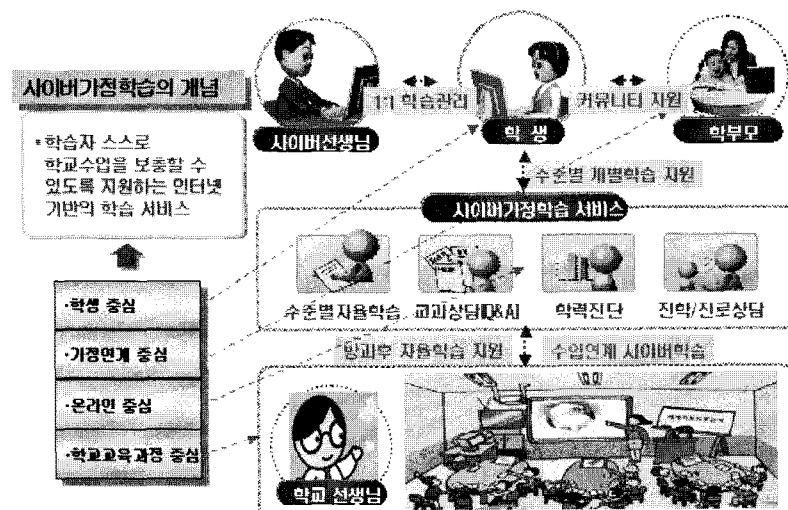 사이버가정학습의 개념
•학습자 스스로
학교수업을 보충할 수
있도록 지원하는 인터넷
기반의 학습 서비스
·학생 중심
·가정연계 중심
·온라인 중심
·학교교육과정 중심
1:1 학습관리
커뮤니티 지원
사이버선생님
학 생
학부모
수준별 개별학습 지원
사이버가정학습 서비스
수준별자율학습
교과상담(Q&A)
학력진단
진학/진로상담
방과후 자율학습 지원
수업연계 사이버학습
학교 선생님